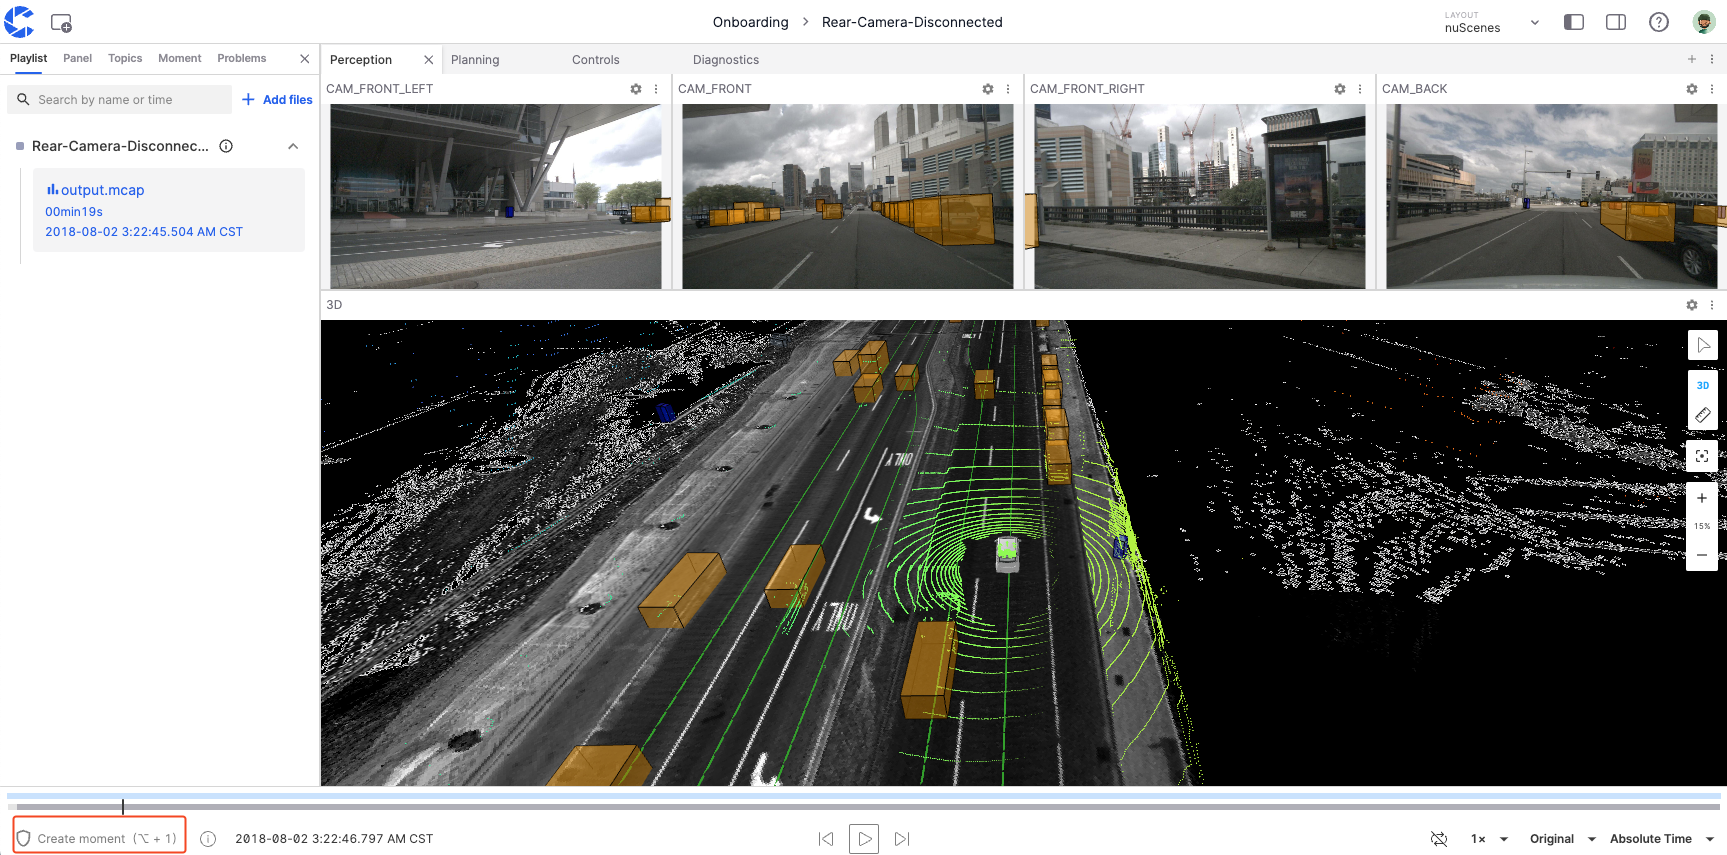 Onboarding > Rear-Camera-Disconnected
LAYOUT
nuScenes
Playlist Panel Topics Moment Problems
Perception Planning Controls Diagnostics
Search by name or time
Add files
CAM_FRONT_LEFT CAM_FRONT CAM_FRONT_RIGHT CAM_BACK
Rear-Camera-Disconnec...
output.mcap
00min19s
2018-08-02 3:22:45.504 AM CST
3D
3D
15%
ONLY
Create moment (⌥ + 1)
2018-08-02 3:22:46.797 AM CST
1×
Original
Absolute Time